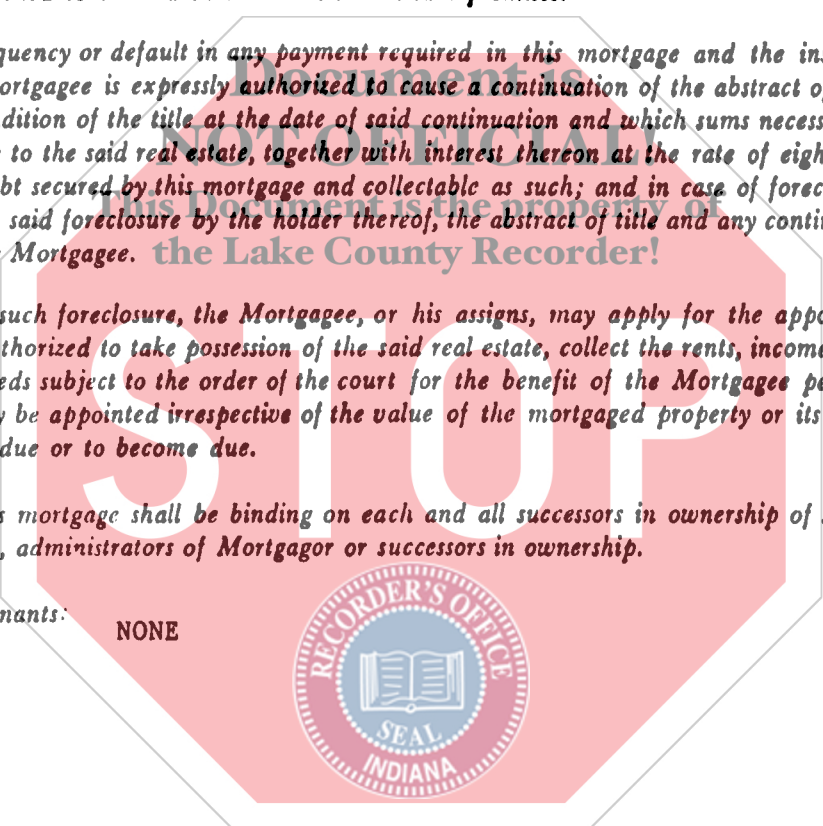 quency or default in any payment required in this mortgage and the ins
ortgagee is expressly authorized to cause a continuation of the abstract o
dition of the title at the date of said continuation and which sums necess
to the said real estate, together with interest thereon at the rate of eigh
bt secured by this mortgage and collectable as such; and in case of forec
said foreclosure by the holder thereof, the abstract of title and any contin
Mortgagee.
such foreclosure, the Mortgagee, or his assigns, may apply for the appo
thorized to take possession of the said real estate, collect the rents, income
eds subject to the order of the court for the benefit of the Mortgagee pe
y be appointed irrespective of the value of the mortgaged property or its
due or to become due.
s mortgage shall be binding on each and all successors in ownership of
, administrators of Mortgagor or successors in ownership.
nants:
NONE
Document is
NOT OFFICIAL!
This Document is the property of
the Lake County Recorder!
STOP
RECORDER'S OFFICE
SEAL
INDIANA